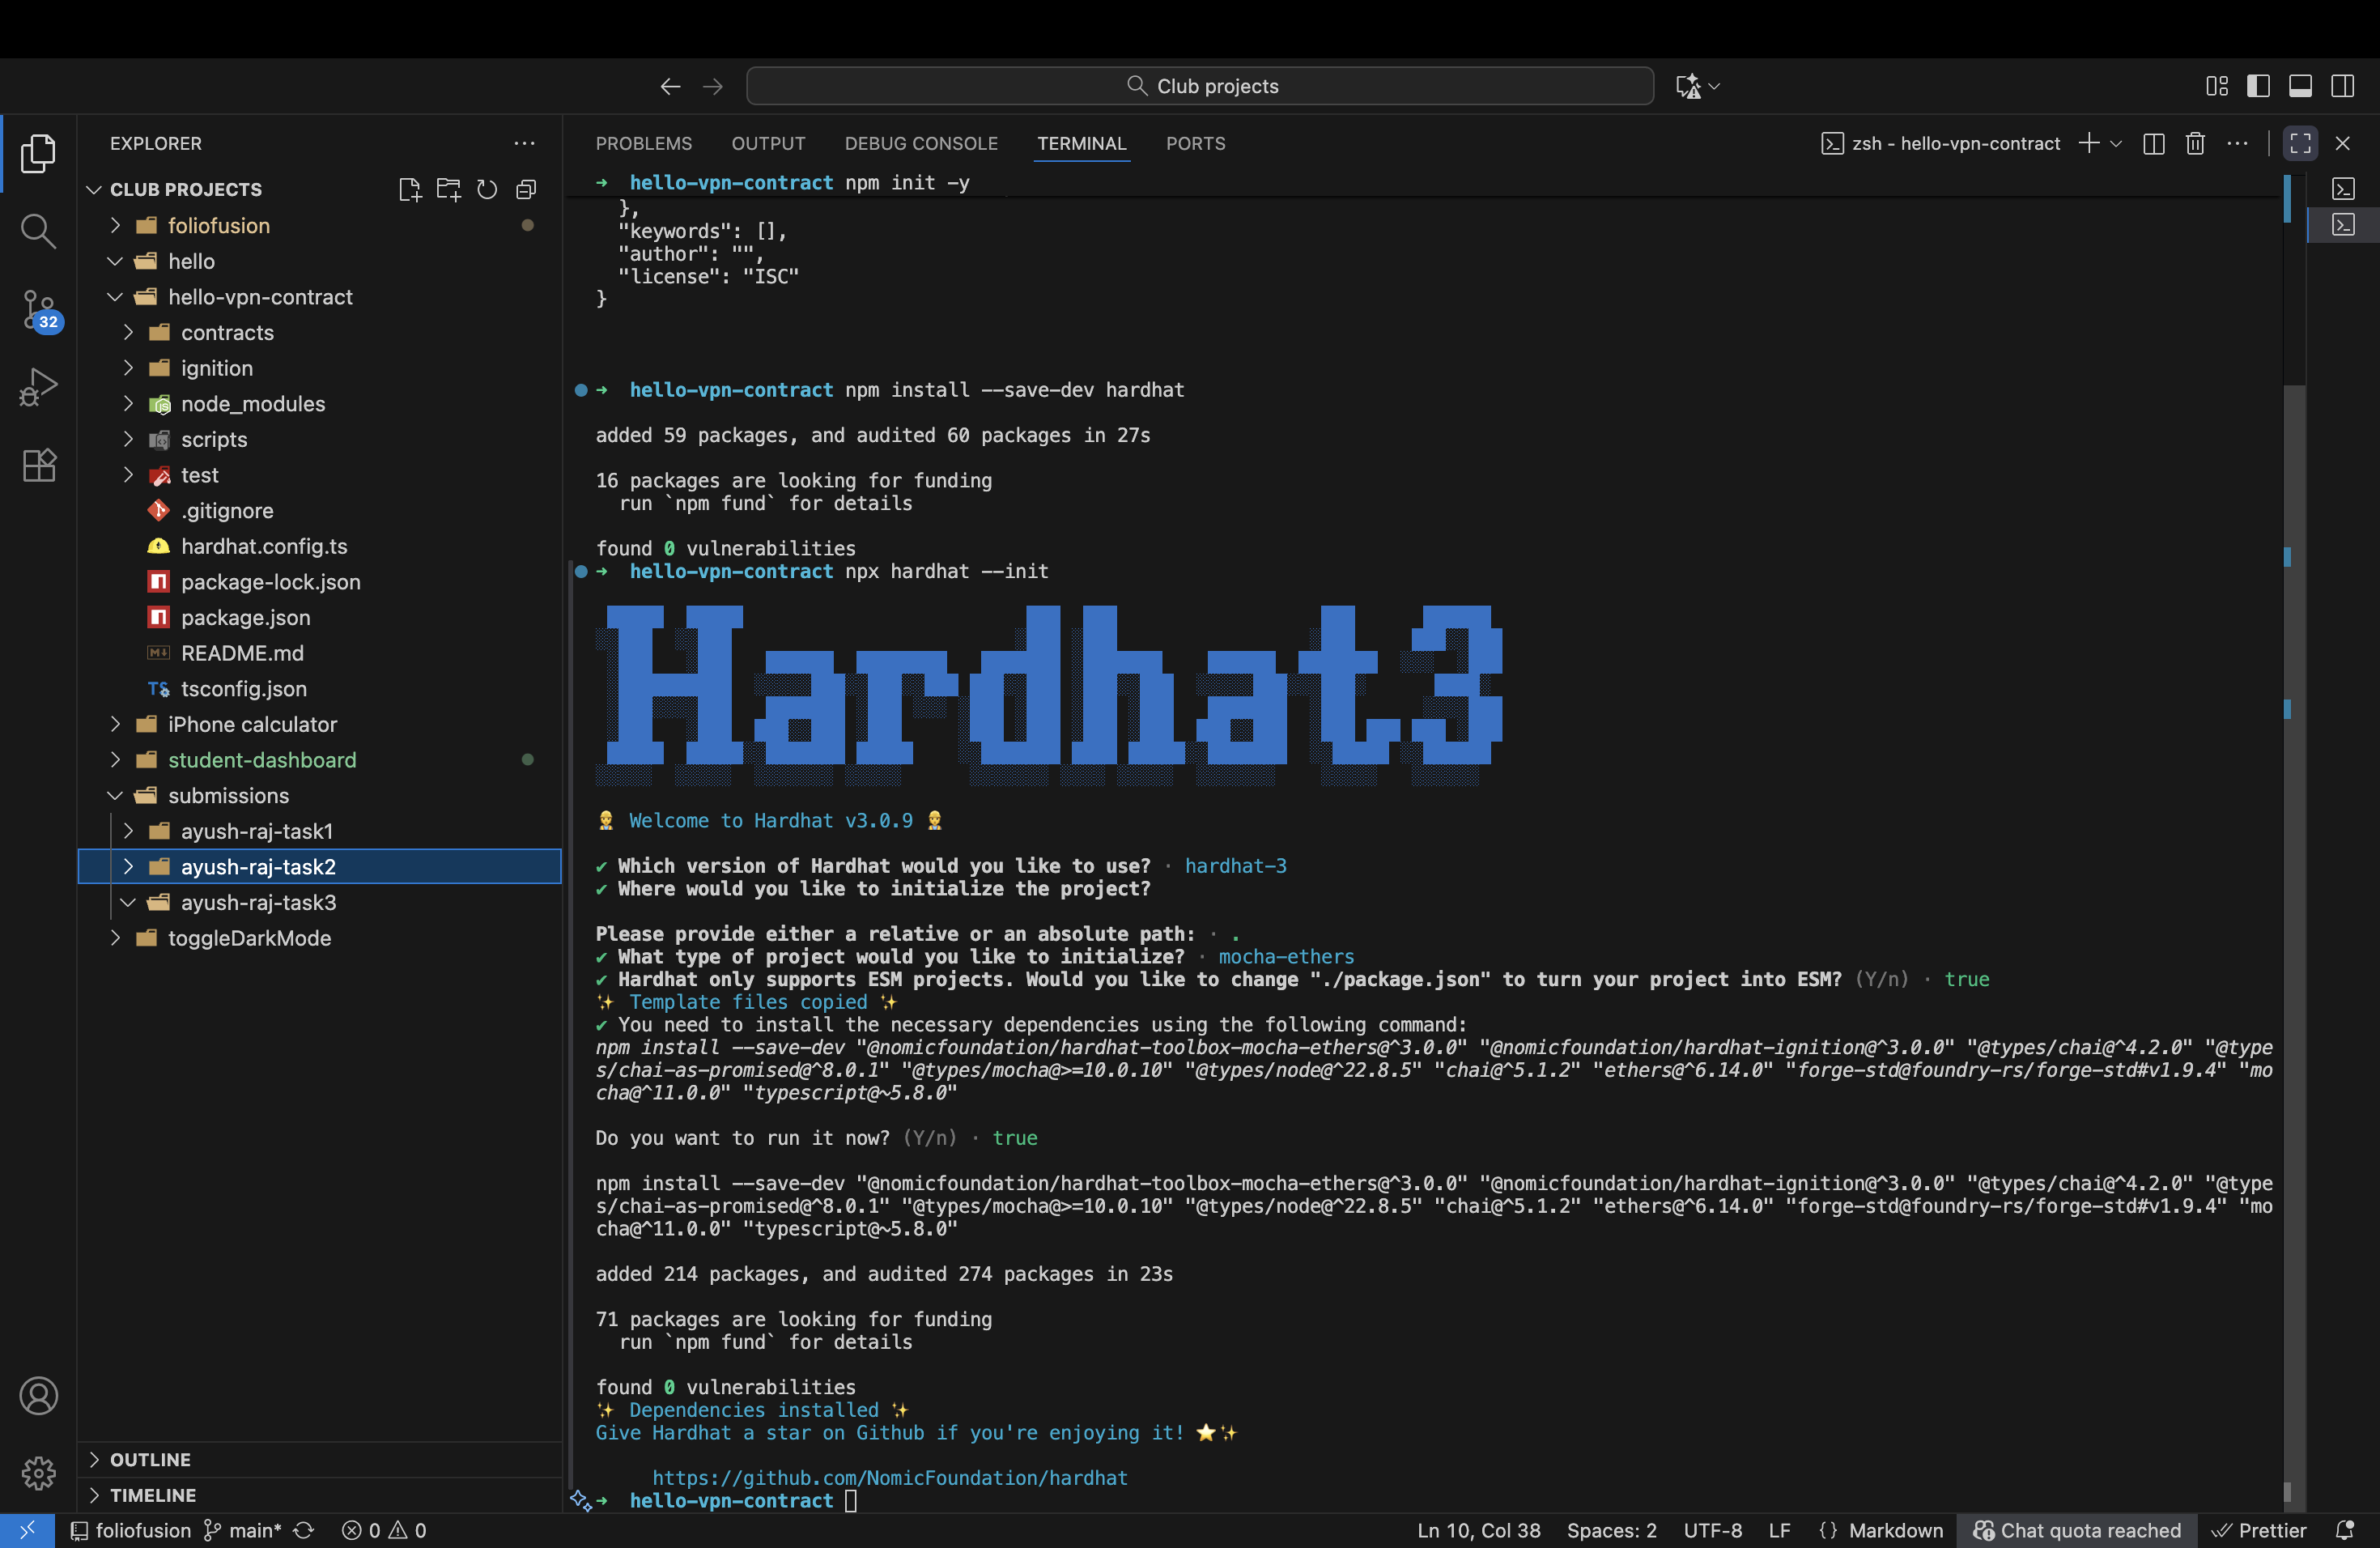 Club projects
EXPLORER
CLUB PROJECTS
foliofusion
hello
hello-vpn-contract
contracts
ignition
node_modules
scripts
test
.gitignore
hardhat.config.ts
package-lock.json
package.json
README.md
TS tsconfig.json
iPhone calculator
student-dashboard
submissions
ayush-raj-task1
ayush-raj-task2
ayush-raj-task3
toggleDarkMode
OUTLINE
TIMELINE
32
PROBLEMS OUTPUT DEBUG CONSOLE TERMINAL PORTS
zsh - hello-vpn-contract
➜ hello-vpn-contract npm init -y
},
"keywords": [],
"author": "",
"license": "ISC"
}
➜ hello-vpn-contract npm install --save-dev hardhat
added 59 packages, and audited 60 packages in 27s
16 packages are looking for funding
run `npm fund` for details
found 0 vulnerabilities
➜ hello-vpn-contract npx hardhat --init
Hardhat3
👷 Welcome to Hardhat v3.0.9 👷
✔ Which version of Hardhat would you like to use? · hardhat-3
✔ Where would you like to initialize the project?
Please provide either a relative or an absolute path: · .
✔ What type of project would you like to initialize? · mocha-ethers
✔ Hardhat only supports ESM projects. Would you like to change "./package.json" to turn your project into ESM? (Y/n) · true
✨ Template files copied ✨
✔ You need to install the necessary dependencies using the following command:
npm install --save-dev "@nomicfoundation/hardhat-toolbox-mocha-ethers@^3.0.0" "@nomicfoundation/hardhat-ignition@^3.0.0" "@types/chai@^4.2.0" "@type
s/chai-as-promised@^8.0.1" "@types/mocha@>=10.0.10" "@types/node@^22.8.5" "chai@^5.1.2" "ethers@^6.14.0" "forge-std@foundry-rs/forge-std#v1.9.4" "mo
cha@^11.0.0" "typescript@~5.8.0"
Do you want to run it now? (Y/n) · true
npm install --save-dev "@nomicfoundation/hardhat-toolbox-mocha-ethers@^3.0.0" "@nomicfoundation/hardhat-ignition@^3.0.0" "@types/chai@^4.2.0" "@type
s/chai-as-promised@^8.0.1" "@types/mocha@>=10.0.10" "@types/node@^22.8.5" "chai@^5.1.2" "ethers@^6.14.0" "forge-std@foundry-rs/forge-std#v1.9.4" "mo
cha@^11.0.0" "typescript@~5.8.0"
added 214 packages, and audited 274 packages in 23s
71 packages are looking for funding
run `npm fund` for details
found 0 vulnerabilities
✨ Dependencies installed ✨
Give Hardhat a star on Github if you're enjoying it! ⭐✨
https://github.com/NomicFoundation/hardhat
➜ hello-vpn-contract
foliofusion main* 0 0 Ln 10, Col 38 Spaces: 2 UTF-8 LF {} Markdown Chat quota reached Prettier